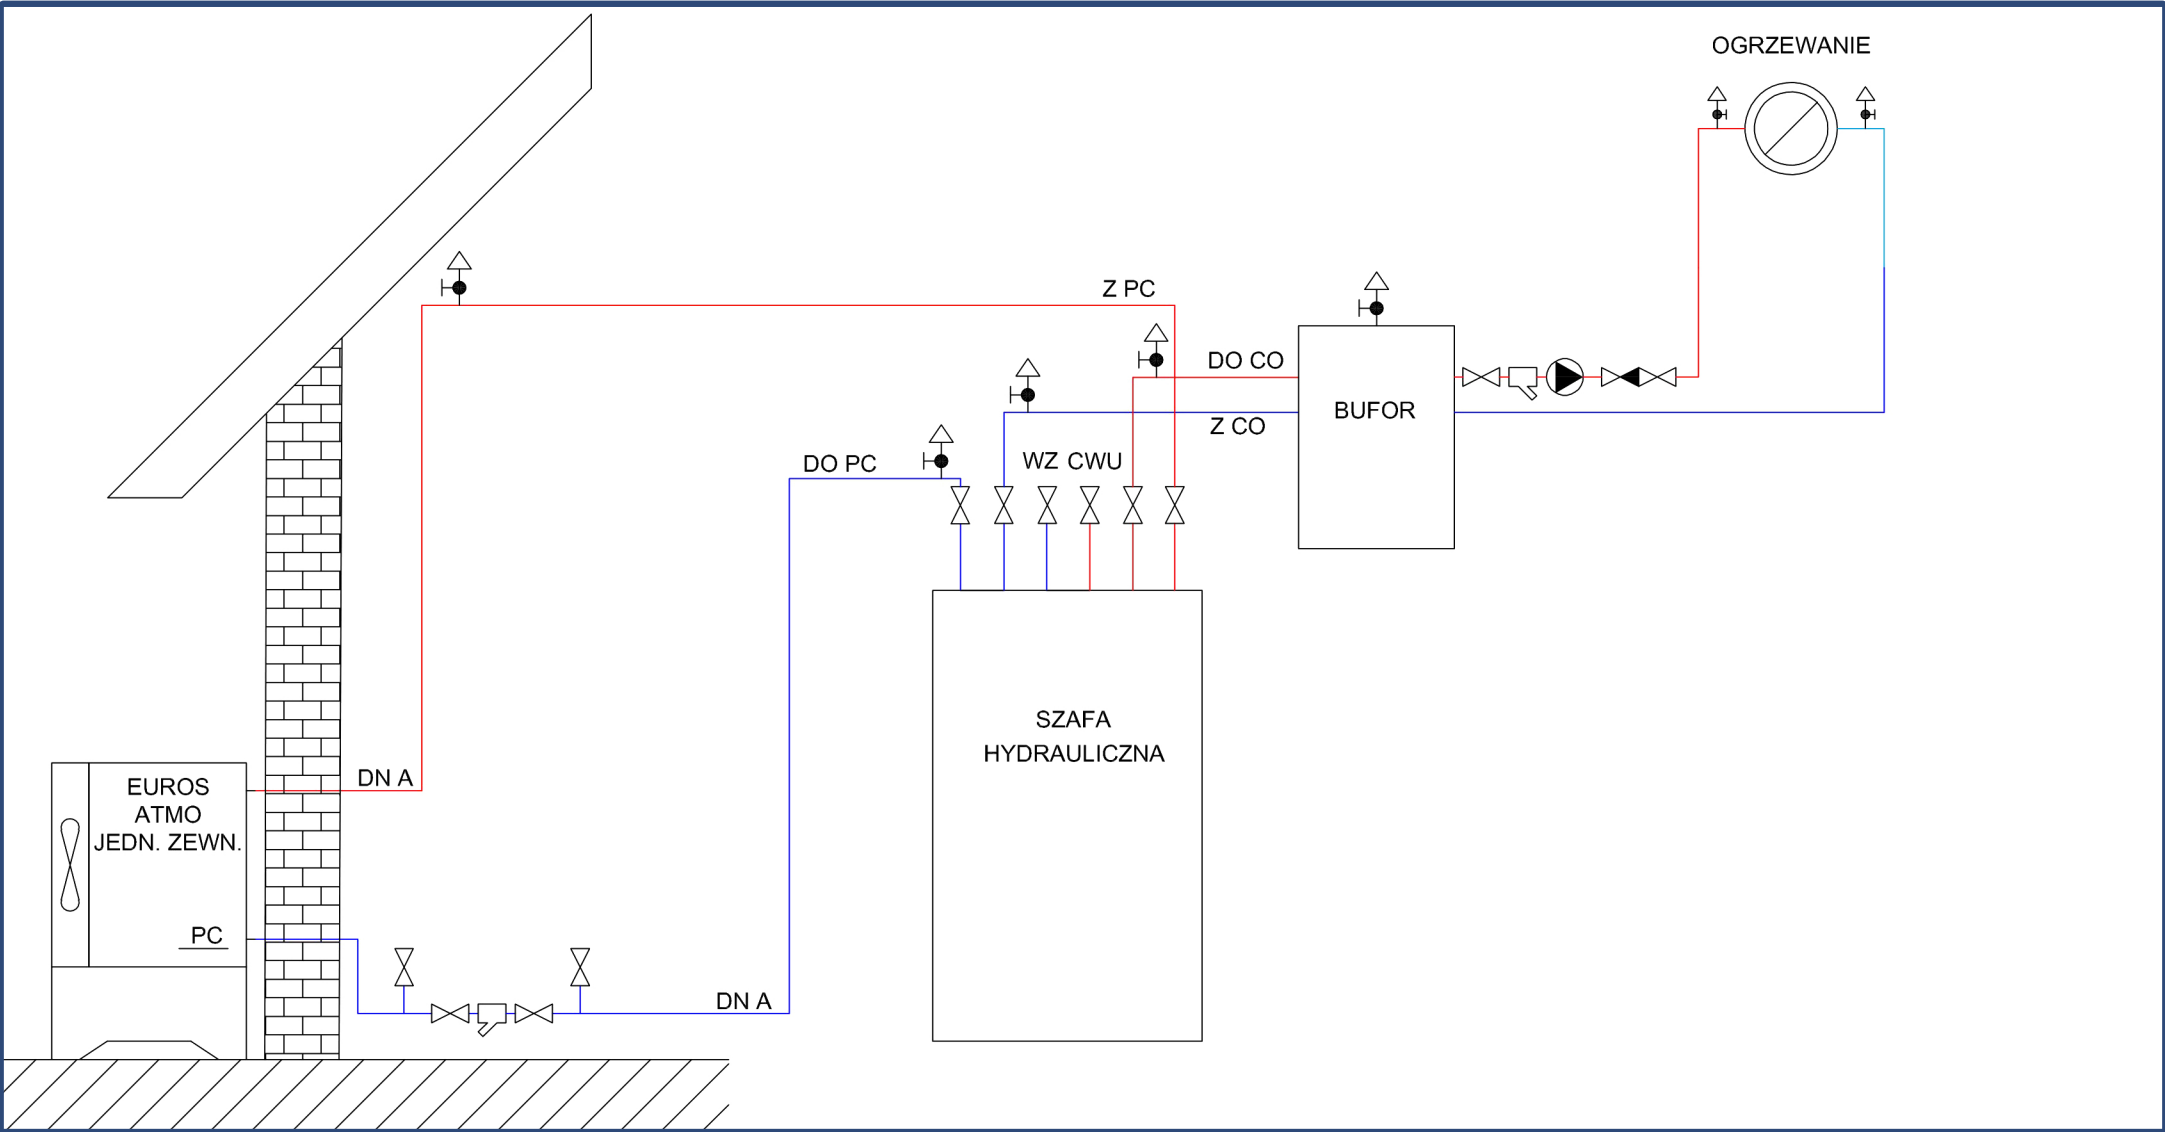 OGRZEWANIE
Z PC
DO CO
BUFOR
Z CO
WZ CWU
DO PC
SZAFA
HYDRAULICZNA
DN A
EUROS
ATMO
JEDN. ZEWN.
PC
DN A